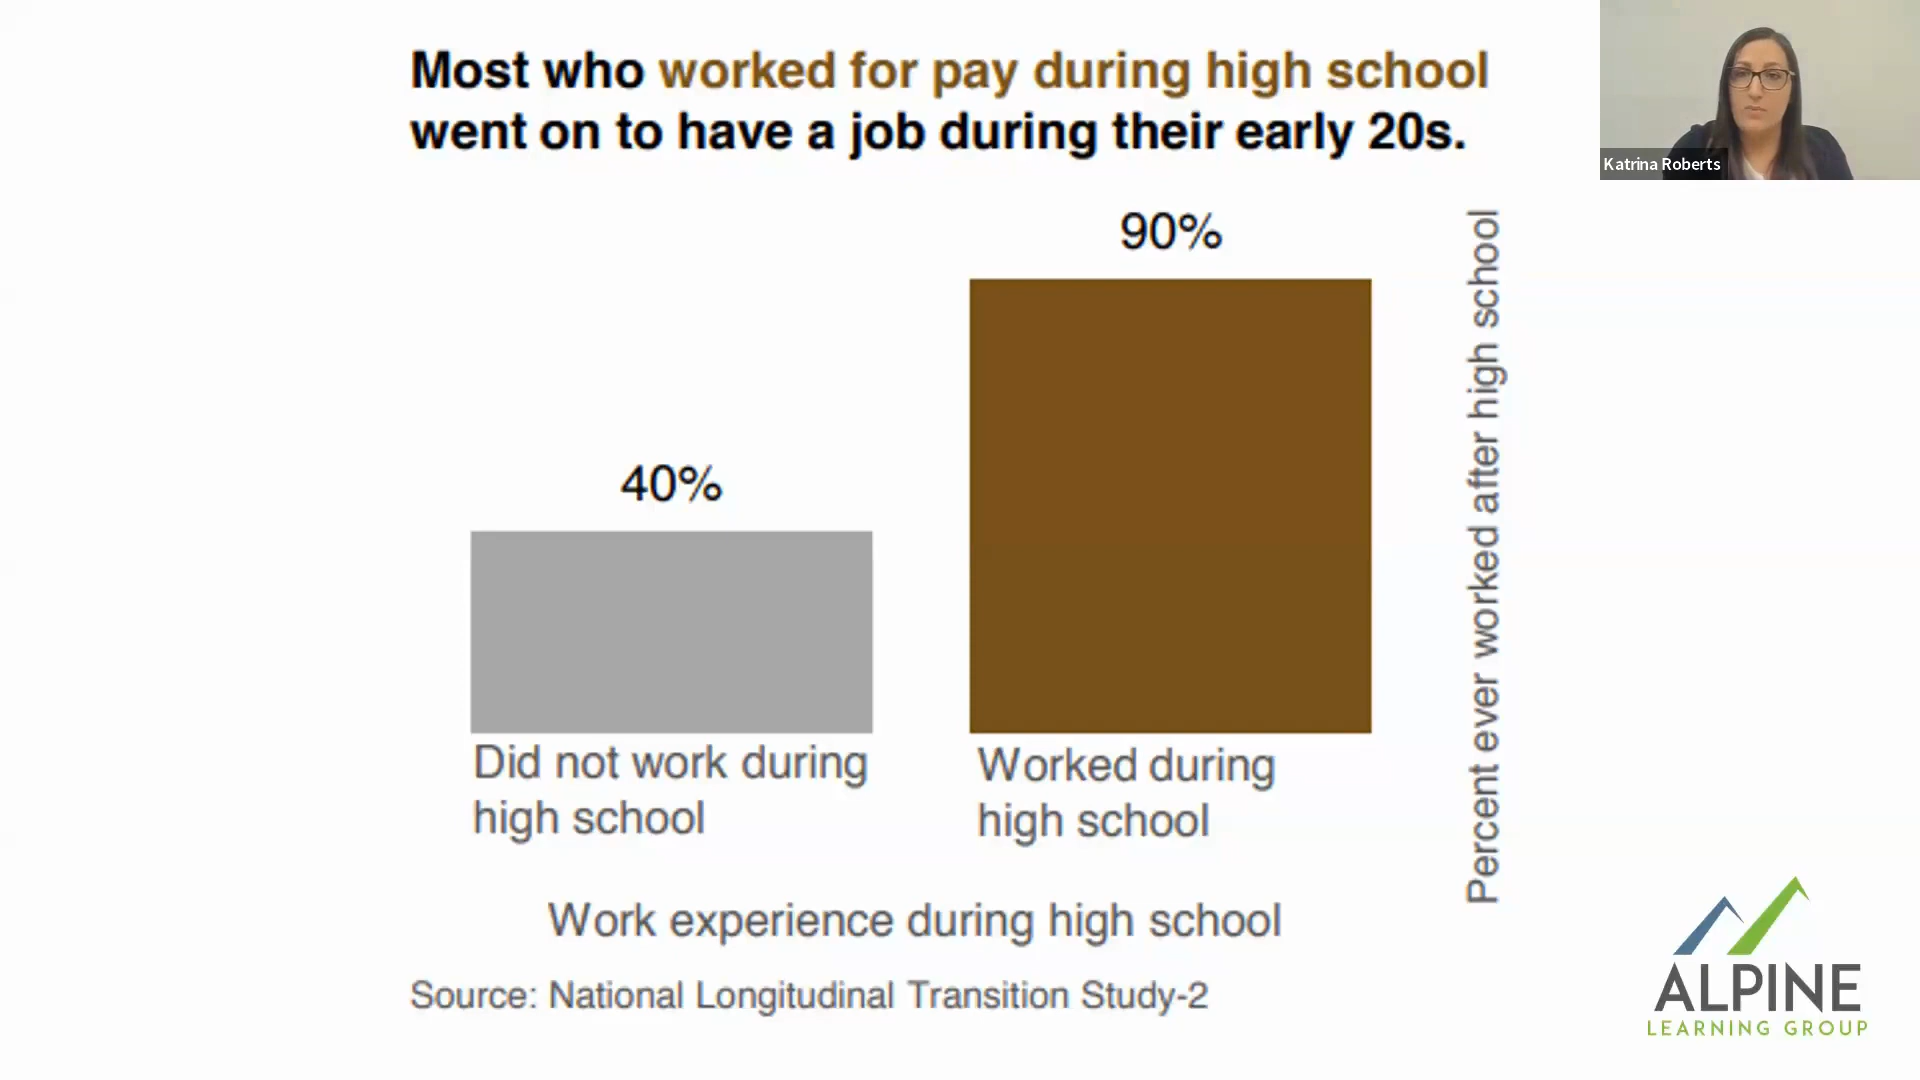 Most who worked for pay during high school
went on to have a job during their early 20s.
Katrina Roberts
90%
40%
Percent ever worked after high school
Did not work during
high school
Worked during
high school
Work experience during high school
Source: National Longitudinal Transition Study-2
ALPINE
LEARNING GROUP